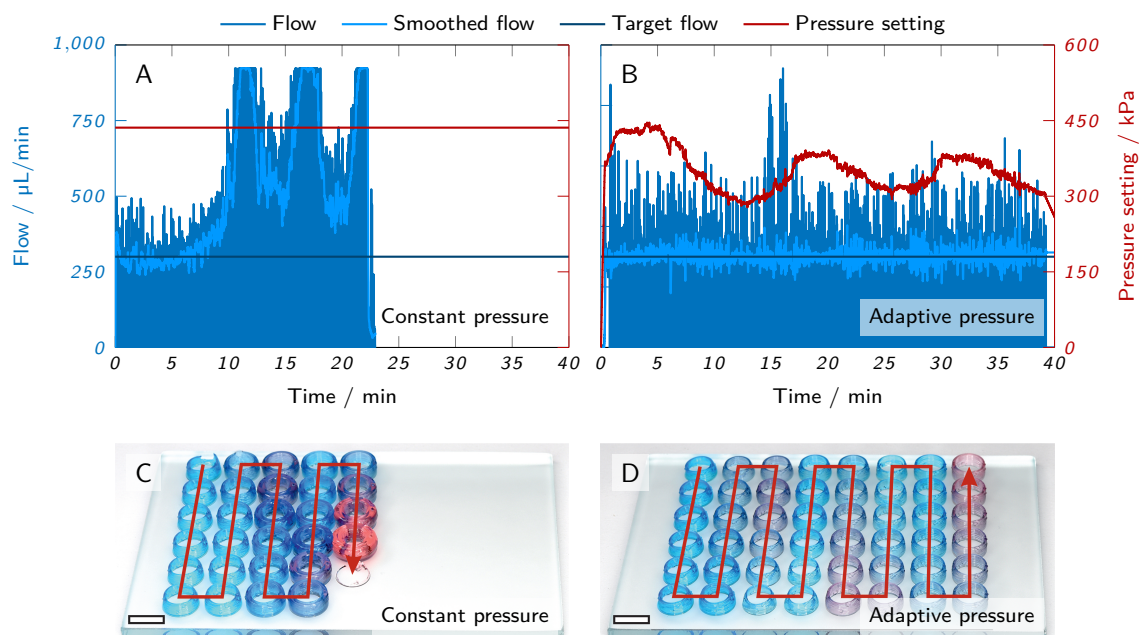 Flow Smoothed flow Target flow Pressure setting
A
1,000
750
500
250
0
Flow / µL/min
0 5 10 15 20 25 30 35 40
Time / min
Constant pressure
B
600
450
300
180
0
Pressure setting / kPa
0 5 10 15 20 25 30 35 40
Time / min
Adaptive pressure
C
Constant pressure
D
Adaptive pressure